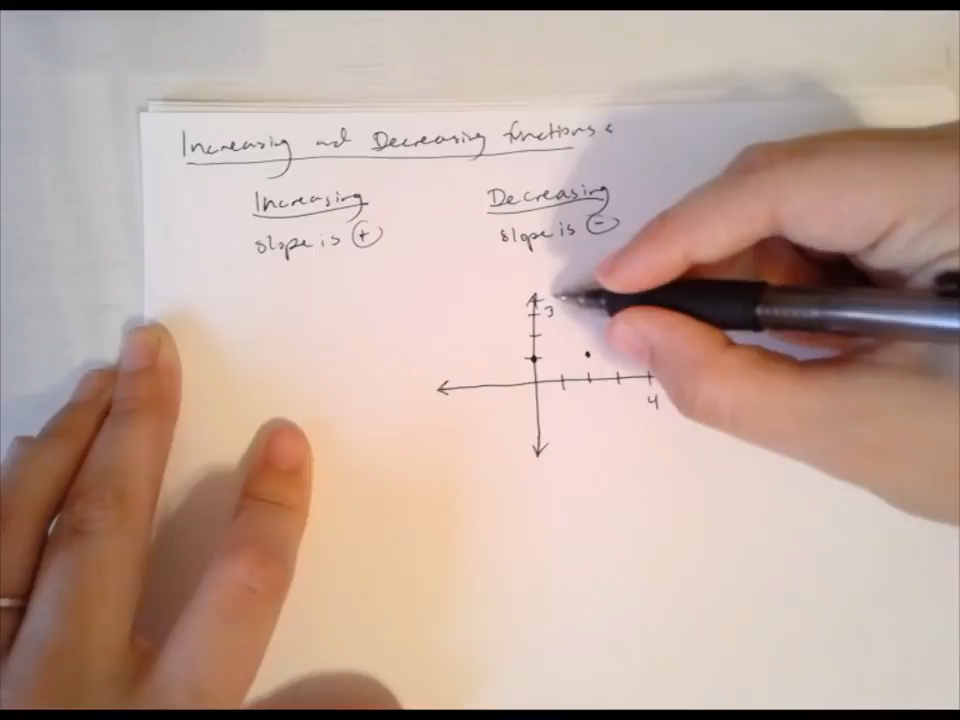 Increasing and Decreasing functions
Increasing Decreasing
slope is + slope is -
3
4